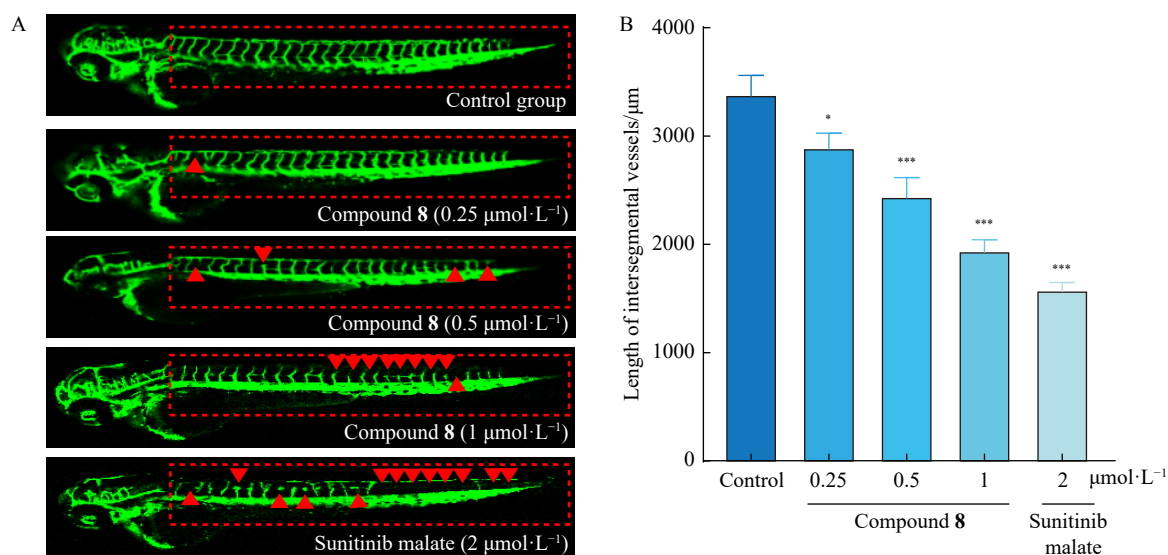 A
Control group
Compound 8 (0.25 μmol·L⁻¹)
Compound 8 (0.5 μmol·L⁻¹)
Compound 8 (1 μmol·L⁻¹)
Sunitinib malate (2 μmol·L⁻¹)
B
Length of intersegmental vessels/μm
4000
3000
2000
1000
0
*
***
***
***
Control 0.25 0.5 1 2 μmol·L⁻¹
Compound 8
Sunitinib
malate